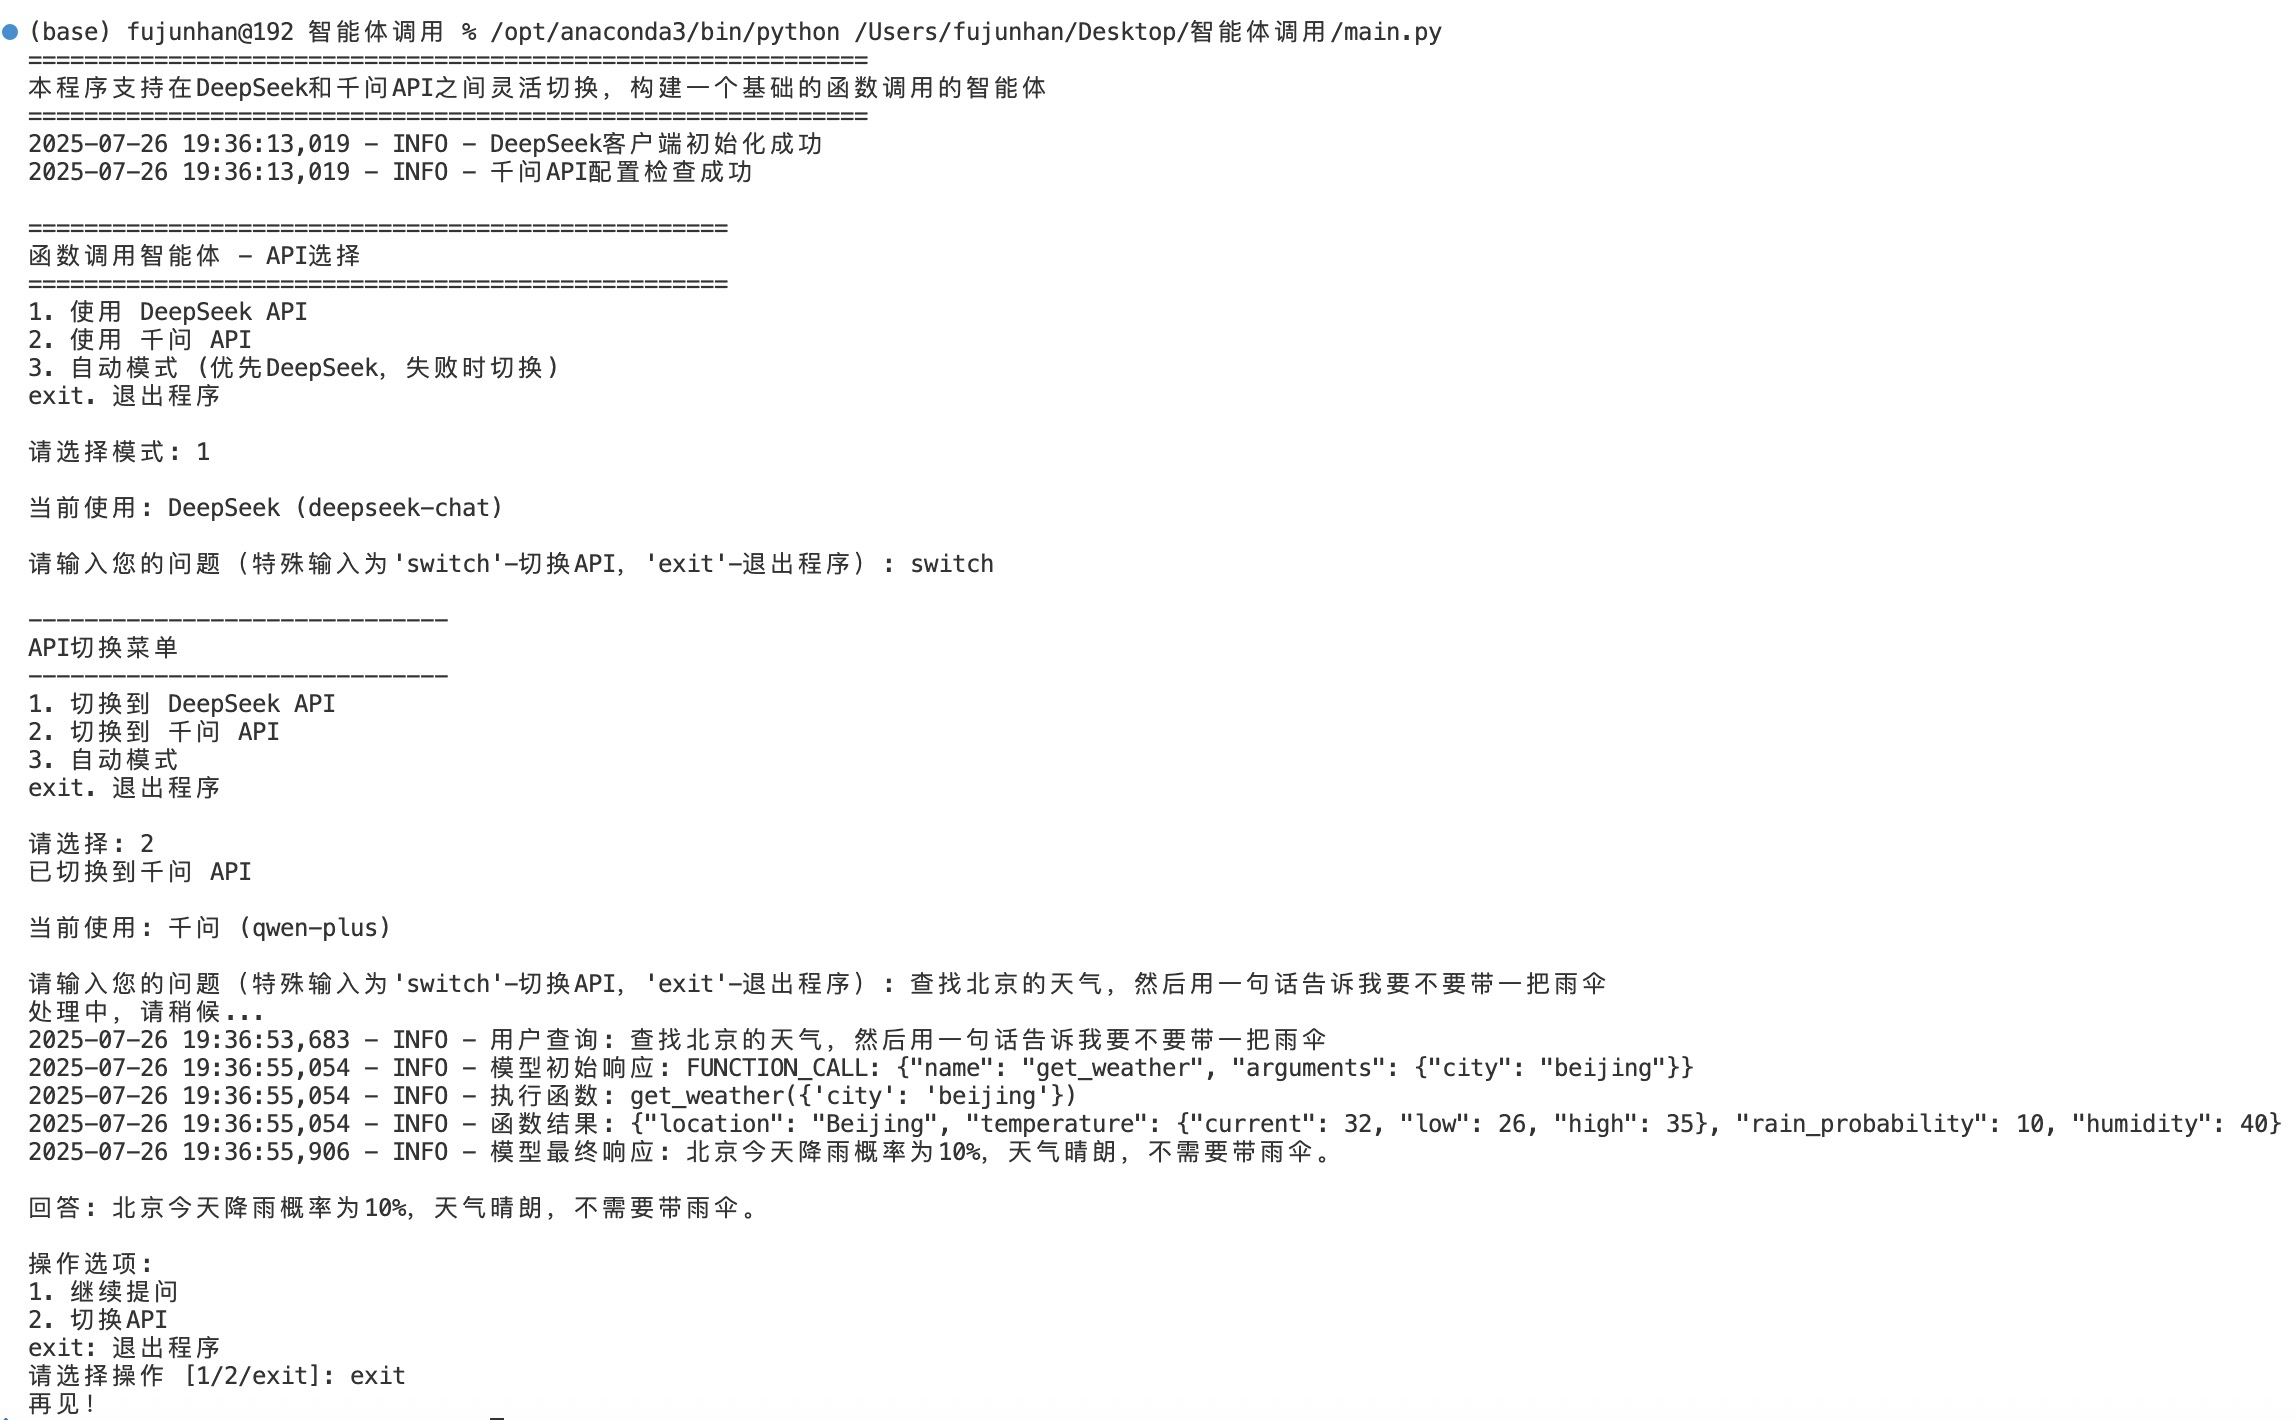 (base) fujunhan@192 智能体调用 % /opt/anaconda3/bin/python /Users/fujunhan/Desktop/智能体调用/main.py
============================================================
本程序支持在DeepSeek和千问API之间灵活切换，构建一个基础的函数调用的智能体
============================================================
2025-07-26 19:36:13,019 - INFO - DeepSeek客户端初始化成功
2025-07-26 19:36:13,019 - INFO - 千问API配置检查成功

==================================================
函数调用智能体 - API选择
==================================================
1. 使用 DeepSeek API
2. 使用 千问 API
3. 自动模式 (优先DeepSeek，失败时切换)
exit. 退出程序

请选择模式: 1

当前使用: DeepSeek (deepseek-chat)

请输入您的问题（特殊输入为'switch'-切换API，'exit'-退出程序）: switch

------------------------------
API切换菜单
------------------------------
1. 切换到 DeepSeek API
2. 切换到 千问 API
3. 自动模式
exit. 退出程序

请选择: 2
已切换到千问 API

当前使用: 千问 (qwen-plus)

请输入您的问题（特殊输入为'switch'-切换API，'exit'-退出程序）: 查找北京的天气，然后用一句话告诉我要不要带一把雨伞
处理中，请稍候...
2025-07-26 19:36:53,683 - INFO - 用户查询: 查找北京的天气，然后用一句话告诉我要不要带一把雨伞
2025-07-26 19:36:55,054 - INFO - 模型初始响应: FUNCTION_CALL: {"name": "get_weather", "arguments": {"city": "beijing"}}
2025-07-26 19:36:55,054 - INFO - 执行函数: get_weather({'city': 'beijing'})
2025-07-26 19:36:55,054 - INFO - 函数结果: {"location": "Beijing", "temperature": {"current": 32, "low": 26, "high": 35}, "rain_probability": 10, "humidity": 40}
2025-07-26 19:36:55,906 - INFO - 模型最终响应: 北京今天降雨概率为10%，天气晴朗，不需要带雨伞。

回答: 北京今天降雨概率为10%，天气晴朗，不需要带雨伞。

操作选项:
1. 继续提问
2. 切换API
exit: 退出程序
请选择操作 [1/2/exit]: exit
再见!